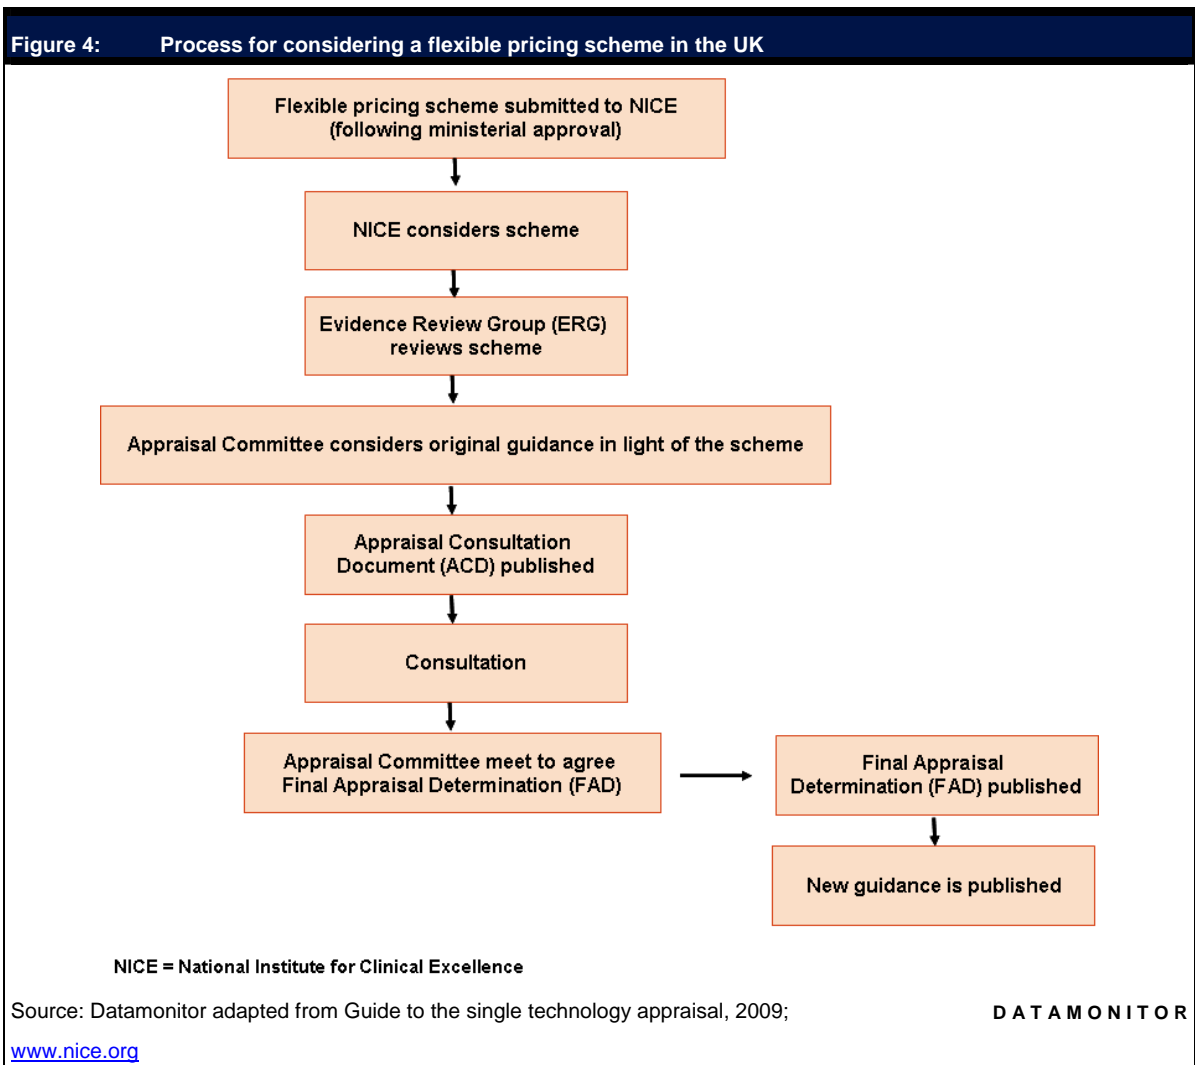 Figure 4: Process for considering a flexible pricing scheme in the UK
Flexible pricing scheme submitted to NICE
(following ministerial approval)
NICE considers scheme
Evidence Review Group (ERG)
reviews scheme
Appraisal Committee considers original guidance in light of the scheme
Appraisal Consultation
Document (ACD) published
Consultation
Appraisal Committee meet to agree
Final Appraisal Determination (FAD)
Final Appraisal
Determination (FAD) published
New guidance is published
NICE = National Institute for Clinical Excellence
Source: Datamonitor adapted from Guide to the single technology appraisal, 2009;
www.nice.org
DATAMONITOR